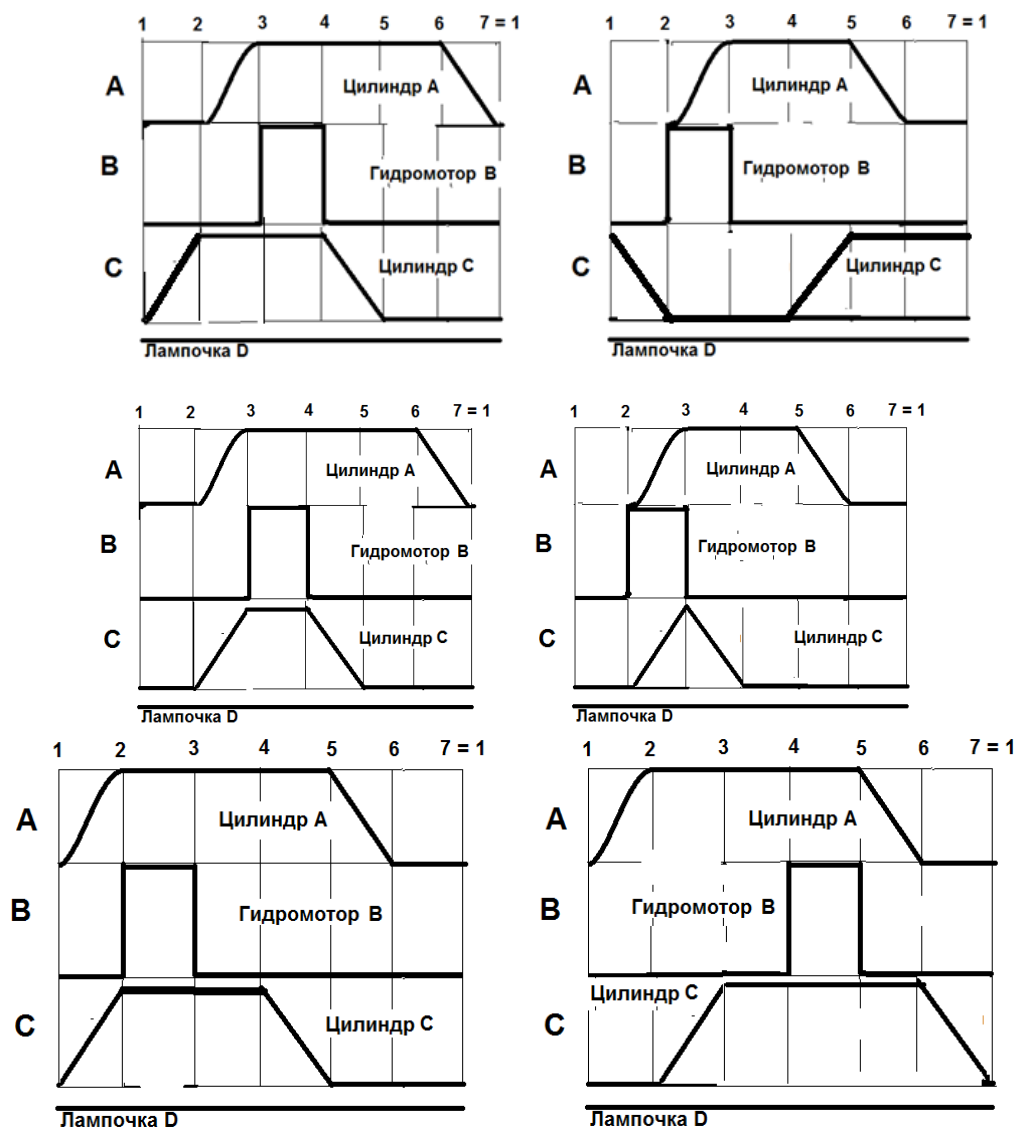 1 2 3 4 5 6 7 = 1
A
Цилиндр А
B
Гидромотор В
C
Цилиндр С
Лампочка D
1 2 3 4 5 6 7 = 1
A
Цилиндр А
B
Гидромотор В
C
Цилиндр С
Лампочка D
1 2 3 4 5 6 7 = 1
A
Цилиндр А
B
Гидромотор В
C
Цилиндр С
Лампочка D
1 2 3 4 5 6 7 = 1
A
Цилиндр А
B
Гидромотор В
C
Цилиндр С
Лампочка D
1 2 3 4 5 6 7 = 1
A
Цилиндр А
B
Гидромотор В
C
Цилиндр С
Лампочка D
1 2 3 4 5 6 7 = 1
A
Цилиндр А
B
Гидромотор В
Цилиндр С
C
Лампочка D